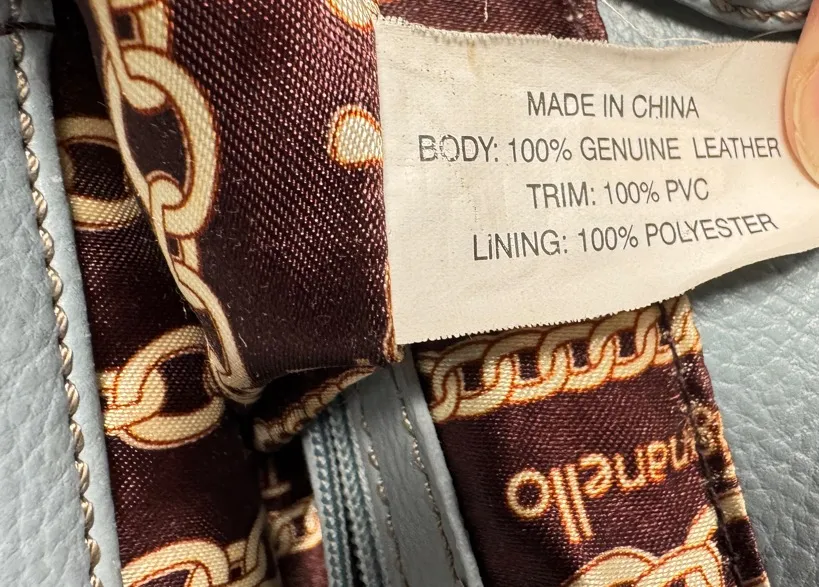 MADE IN CHINA
BODY: 100% GENUINE LEATHER
TRIM: 100% PVC
LiNING: 100% POLYESTER